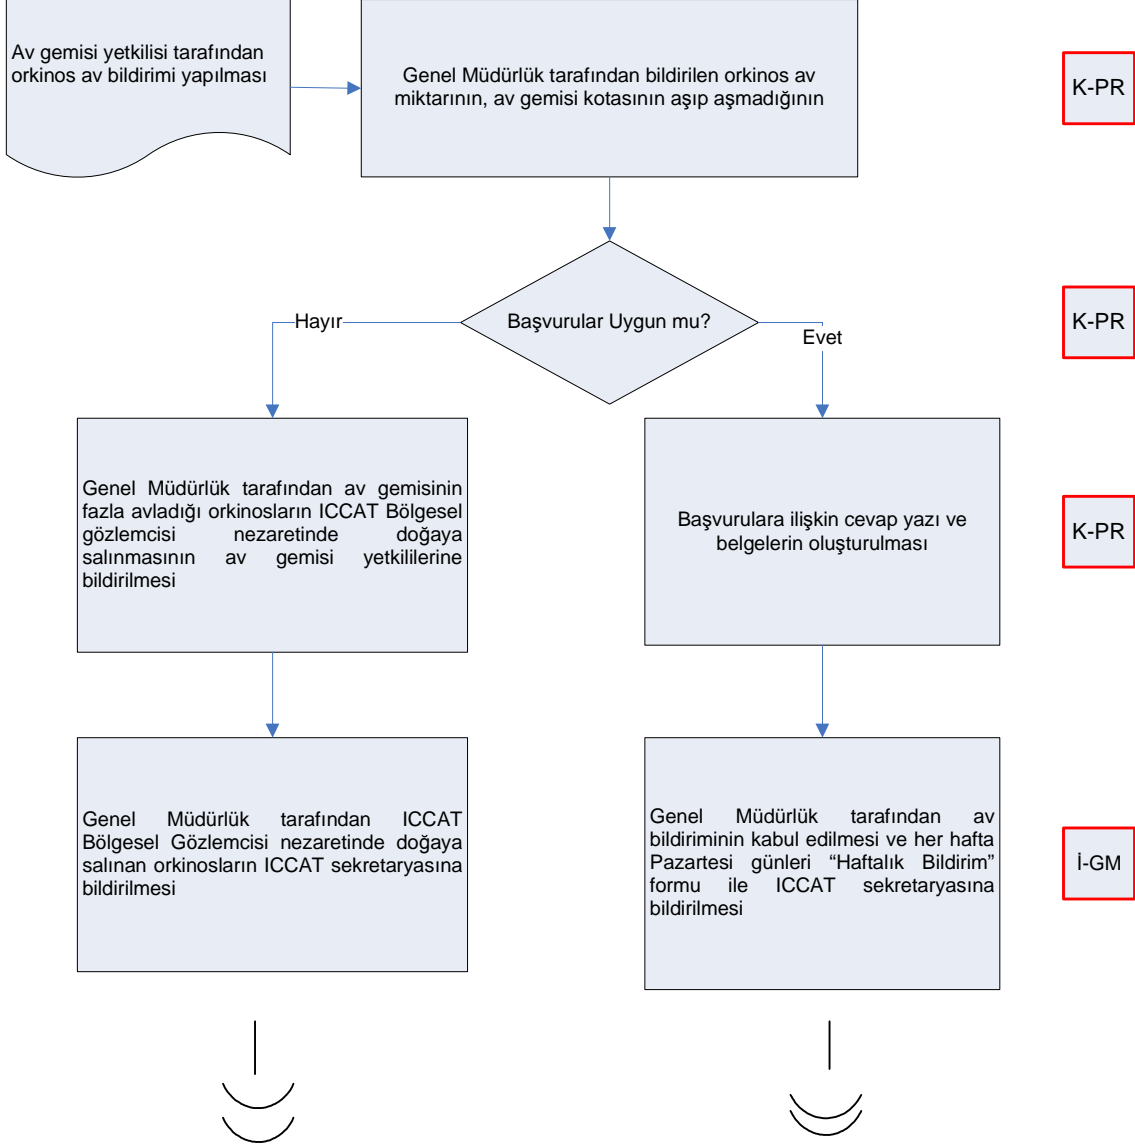 Av gemisi yetkilisi tarafından
orkinos av bildirimi yapılması
Genel Müdürlük tarafından bildirilen orkinos av
miktarının, av gemisi kotasının aşıp aşmadığının
K-PR
Başvurular Uygun mu?
Hayır
Evet
K-PR
Genel Müdürlük tarafından av gemisinin
fazla avladığı orkinosların ICCAT Bölgesel
gözlemcisi nezaretinde doğaya
salınmasının av gemisi yetkililerine
bildirilmesi
Başvurulara ilişkin cevap yazı ve
belgelerin oluşturulması
K-PR
Genel Müdürlük tarafından ICCAT
Bölgesel Gözlemcisi nezaretinde doğaya
salınan orkinosların ICCAT sekretaryasına
bildirilmesi
Genel Müdürlük tarafından av
bildiriminin kabul edilmesi ve her hafta
Pazartesi günleri “Haftalık Bildirim”
formu ile ICCAT sekretaryasına
bildirilmesi
İ-GM